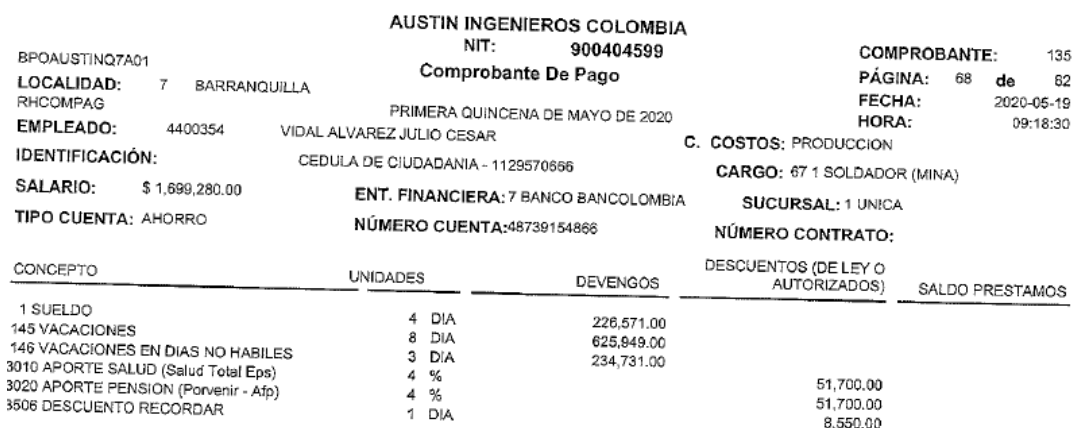 AUSTIN INGENIEROS COLOMBIA
NIT: 900404599
Comprobante De Pago
BPOAUSTINQ7A01
COMPROBANTE: 135
LOCALIDAD: 7 BARRANQUILLA
PÁGINA: 68 de 82
RHCOMPAG
PRIMERA QUINCENA DE MAYO DE 2020
FECHA: 2020-05-19
HORA: 09:18:30
EMPLEADO: 4400354 VIDAL ALVAREZ JULIO CESAR
C. COSTOS: PRODUCCION
IDENTIFICACIÓN: CEDULA DE CIUDADANIA - 1129570666
CARGO: 67 1 SOLDADOR (MINA)
SALARIO: $ 1,699,280.00
ENT. FINANCIERA: 7 BANCO BANCOLOMBIA
SUCURSAL: 1 UNICA
TIPO CUENTA: AHORRO
NÚMERO CUENTA:48739154866
NÚMERO CONTRATO:
CONCEPTO UNIDADES DEVENGOS DESCUENTOS (DE LEY O AUTORIZADOS) SALDO PRESTAMOS
1 SUELDO 4 DIA 226,571.00
145 VACACIONES 8 DIA 625,949.00
146 VACACIONES EN DIAS NO HABILES 3 DIA 234,731.00
3010 APORTE SALUD (Salud Total Eps) 4 % 51,700.00
3020 APORTE PENSION (Porvenir - Afp) 4 % 51,700.00
3506 DESCUENTO RECORDAR 1 DIA 8,550.00